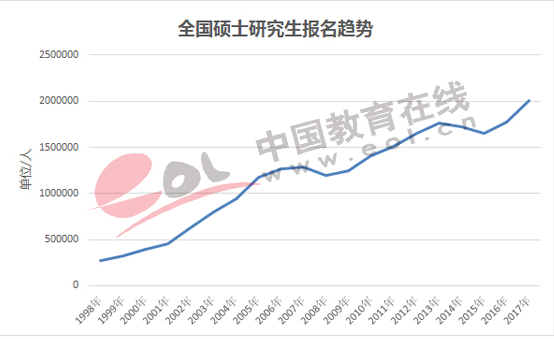 全国硕士研究生报名趋势
2500000
2000000
1500000
1000000
500000
0
单位/人
eoL
中国教育在线
www.eol.cn
1998年
1999年
2000年
2001年
2002年
2003年
2004年
2005年
2006年
2007年
2008年
2009年
2010年
2011年
2012年
2013年
2014年
2015年
2016年
2017年